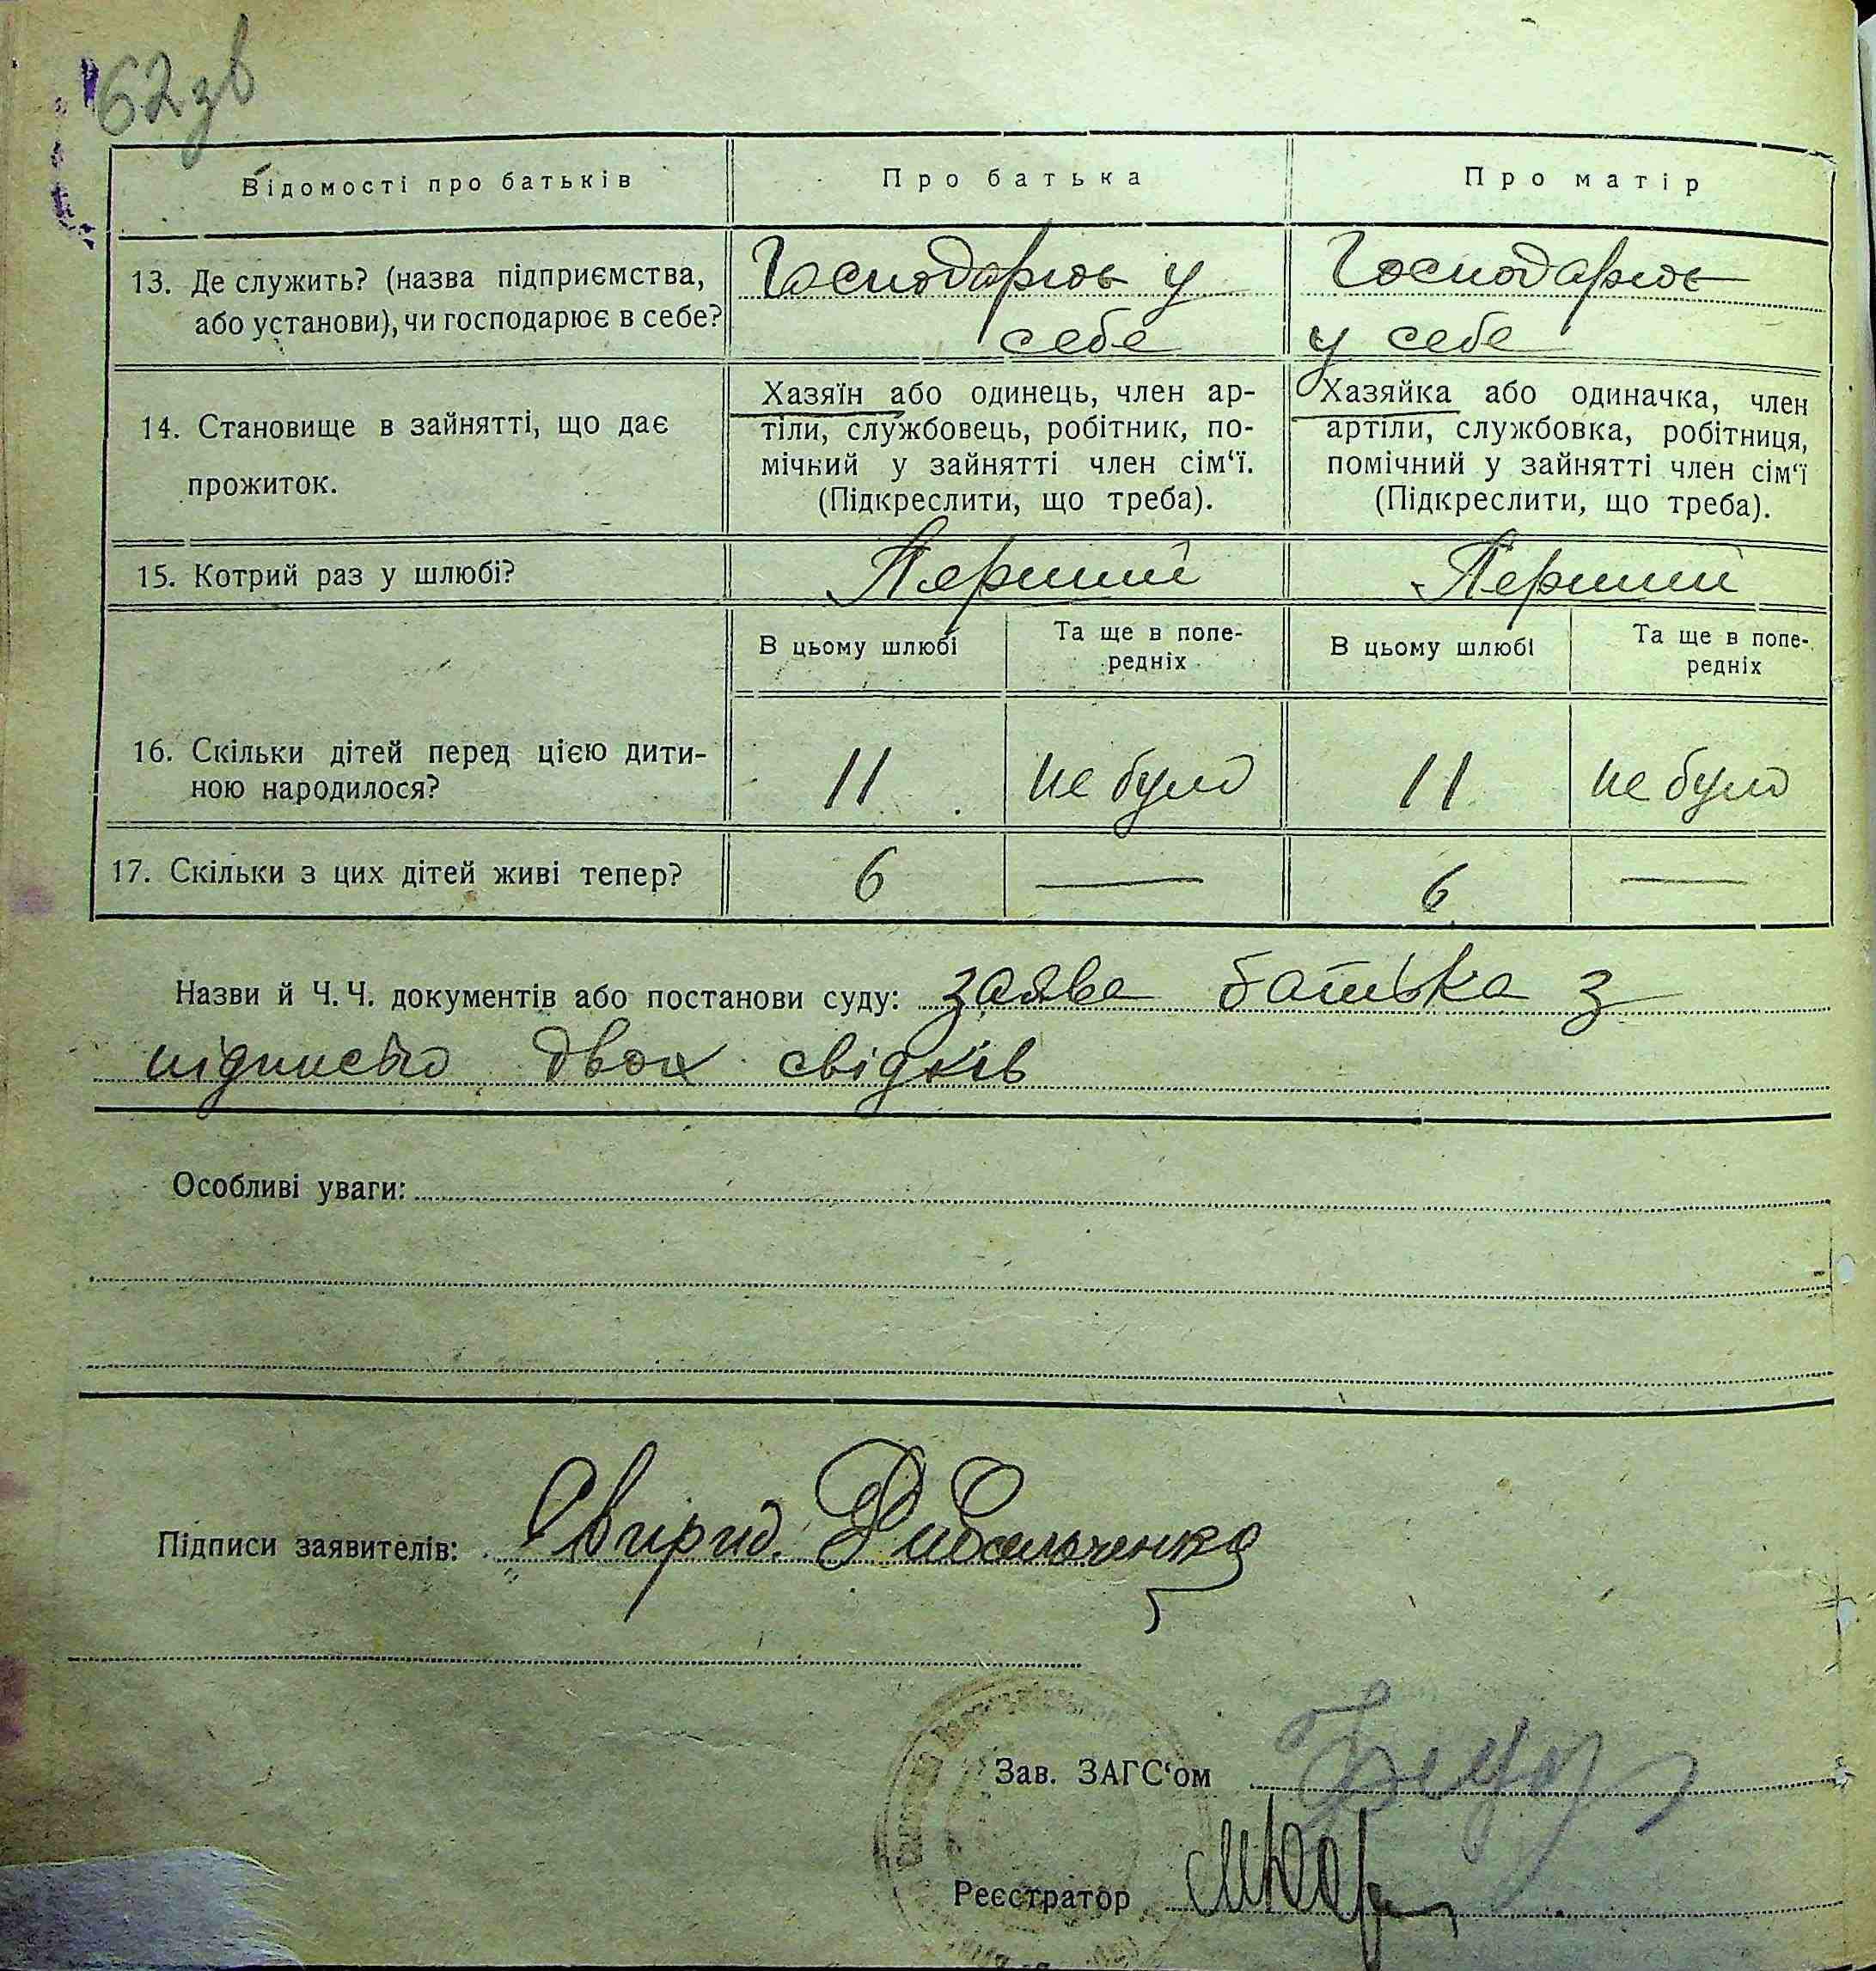 62зв
Відомості про батьків
Про батька
Про матір
13. Де служить? (назва підприємства,
або установи), чи господарює в себе?
Господарює у
себе
Господарює
у себе
14. Становище в зайнятті, що дає
прожиток.
Хазяїн або одинець, член ар-
тіли, службовець, робітник, по-
мічний у зайнятті член сім‘ї.
(Підкреслити, що треба).
Хазяйка або одиначка, член
артіли, службовка, робітниця,
помічний у зайнятті член сім‘ї
(Підкреслити, що треба).
15. Котрий раз у шлюбі?
Перший
Перший
В цьому шлюбі
Та ще в попе-
редніх
В цьому шлюбі
Та ще в попе-
редніх
16. Скільки дітей перед цією дити-
ною народилося?
11
не було
11
не було
17. Скільки з цих дітей живі тепер?
6
—
6
—
Назви й Ч.Ч. документів або постанови суду: заява батька з
підписью двох свідків
Особливі уваги:
Підписи заявителів: Свирид Рибальченко
Зав. ЗАГС‘ом
Реєстратор